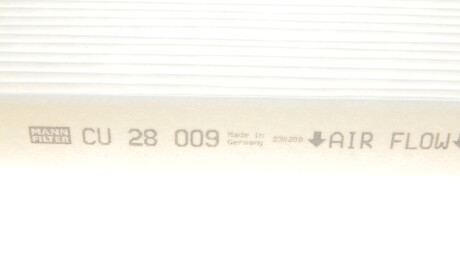 MANN FILTER CU 28 009 Made in Germany ⬇AIR FLOW⬇